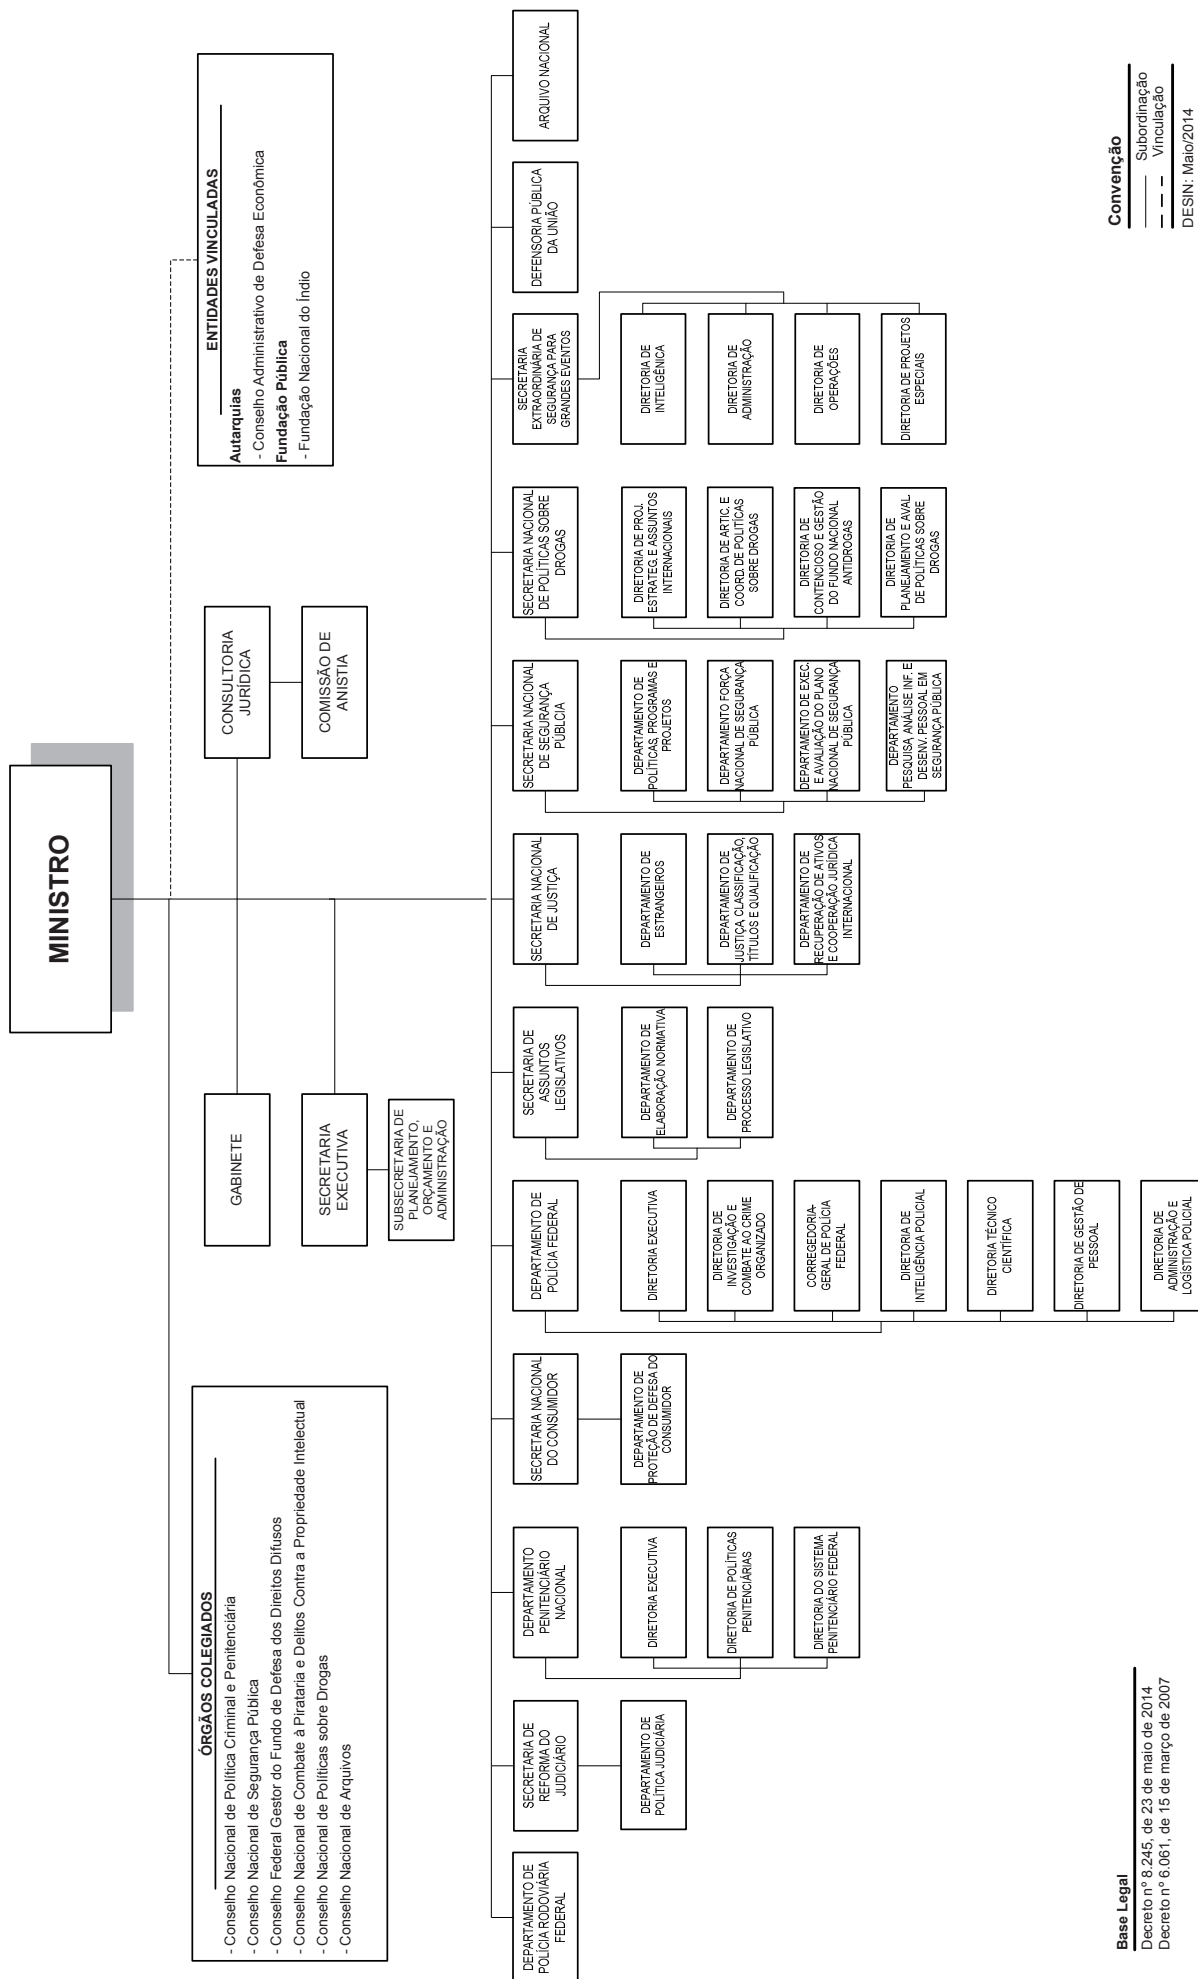 MINISTRO
ÓRGÃOS COLEGIADOS
- Conselho Nacional de Política Criminal e Penitenciária
- Conselho Nacional de Segurança Pública
- Conselho Federal Gestor do Fundo de Defesa dos Direitos Difusos
- Conselho Nacional de Combate à Pirataria e Delitos Contra a Propriedade Intelectual
- Conselho Nacional de Políticas sobre Drogas
- Conselho Nacional de Arquivos
GABINETE
CONSULTORIA
JURÍDICA
ENTIDADES VINCULADAS
Autarquias
- Conselho Administrativo de Defesa Econômica
Fundação Pública
- Fundação Nacional do Índio
SECRETARIA
EXECUTIVA
COMISSÃO DE
ANISTIA
SUBSECRETARIA DE
PLANEJAMENTO,
ORÇAMENTO E
ADMINISTRAÇÃO
DEPARTAMENTO DE
POLÍCIA RODOVIÁRIA
FEDERAL
SECRETARIA DE
REFORMA DO
JUDICIÁRIO
DEPARTAMENTO DE
POLÍTICA JUDICIÁRIA
DEPARTAMENTO
PENITENCIÁRIO
NACIONAL
DIRETORIA EXECUTIVA
DIRETORIA DE POLÍTICAS
PENITENCIÁRIAS
DIRETORIA DO SISTEMA
PENITENCIÁRIO FEDERAL
SECRETARIA NACIONAL
DO CONSUMIDOR
DEPARTAMENTO DE
PROTEÇÃO DE DEFESA DO
CONSUMIDOR
DEPARTAMENTO DE
POLÍCIA FEDERAL
DIRETORIA EXECUTIVA
DIRETORIA DE
INVESTIGAÇÃO E
COMBATE AO CRIME
ORGANIZADO
CORREGEDORIA-
GERAL DE POLÍCIA
FEDERAL
DIRETORIA DE
INTELIGÊNCIA POLICIAL
DIRETORIA TÉCNICO
CIENTÍFICA
DIRETORIA DE GESTÃO DE
PESSOAL
DIRETORIA DE
ADMINISTRAÇÃO E
LOGÍSTICA POLICIAL
SECRETARIA DE
ASSUNTOS
LEGISLATIVOS
DEPARTAMENTO DE
ELABORAÇÃO NORMATIVA
DEPARTAMENTO DE
PROCESSO LEGISLATIVO
SECRETARIA NACIONAL
DE JUSTIÇA
DEPARTAMENTO DE
ESTRANGEIROS
DEPARTAMENTO DE
JUSTIÇA, CLASSIFICAÇÃO,
TÍTULOS E QUALIFICAÇÃO
DEPARTAMENTO DE
RECUPERAÇÃO DE ATIVOS
E COOPERAÇÃO JURÍDICA
INTERNACIONAL
SECRETARIA NACIONAL
DE SEGURANÇA
PÚBLCIA
DEPARTAMENTO DE
POLÍTICAS, PROGRAMAS E
PROJETOS
DEPARTAMENTO FORÇA
NACIONAL DE SEGURANÇA
PÚBLICA
DEPARTAMENTO DE EXEC.
E AVALIAÇÃO DO PLANO
NACIONAL DE SEGURANÇA
PÚBLICA
DEPARTAMENTO
PESQUISA, ANÁLISE INF. E
DESENV. PESSOAL EM
SEGURANÇA PÚBLICA
SECRETARIA NACIONAL
DE POLÍTICAS SOBRE
DROGAS
DIRETORIA DE PROJ.
ESTRATEG. E ASSUNTOS
INTERNACIONAIS
DIRETORIA DE ARTIC. E
COORD. DE POLITÍCAS
SOBRE DROGAS
DIRETORIA DE
CONTENCIOSO E GESTÃO
DO FUNDO NACIONAL
ANTIDROGAS
DIRETORIA DE
PLANEJAMENTO E AVAL.
DE POLÍTICAS SOBRE
DROGAS
SECRETARIA
EXTRAORDINÁRIA DE
SEGURANÇA PARA
GRANDES EVENTOS
DIRETORIA DE
INTELIGÊNICA
DIRETORIA DE
ADMINISTRAÇÃO
DIRETORIA DE
OPERAÇÕES
DIRETORIA DE PROJETOS
ESPECIAIS
DEFENSORIA PÚBLICA
DA UNIÃO
ARQUIVO NACIONAL
Base Legal
Decreto nº 8.245, de 23 de maio de 2014
Decreto nº 6.061, de 15 de março de 2007
Convenção
Subordinação
Vinculação
DESIN: Maio/2014